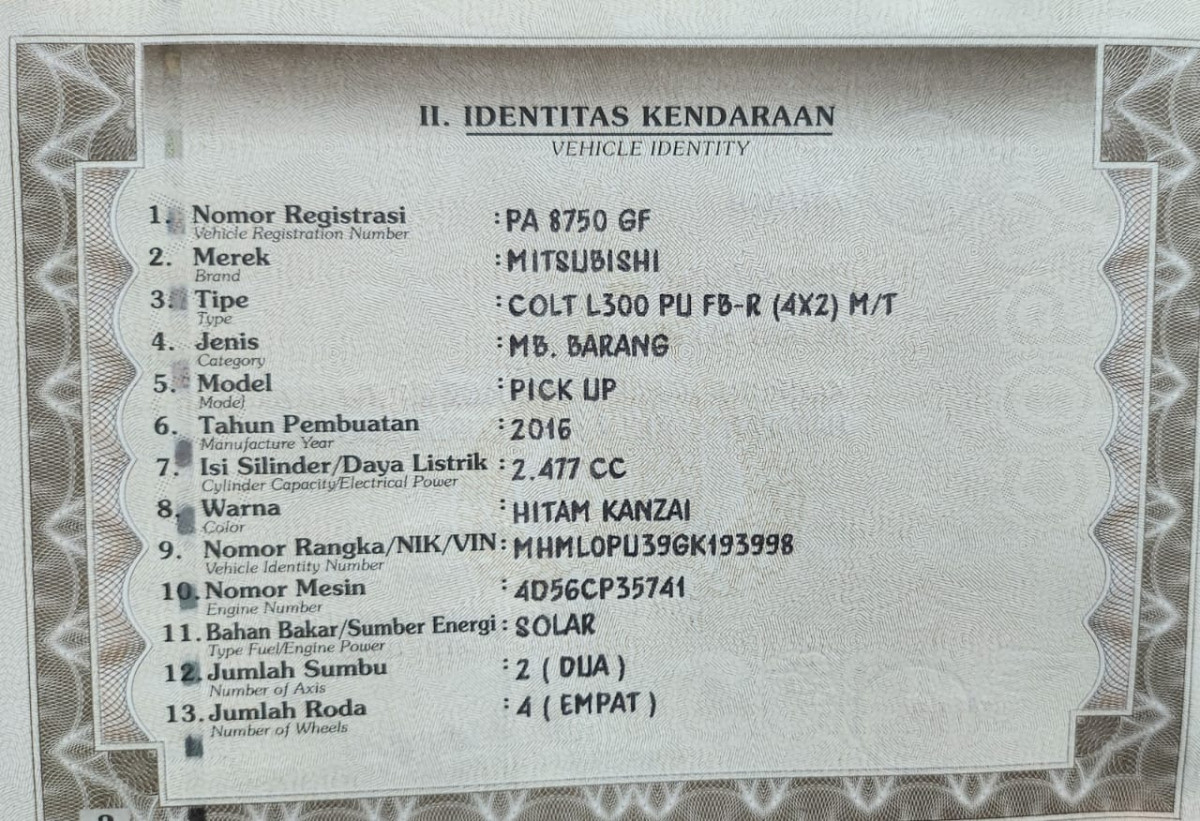 II. IDENTITAS KENDARAAN
VEHICLE IDENTITY
1. Nomor Registrasi : PA 8750 GF
Vehicle Registration Number
2. Merek : MITSUBISHI
Brand
3. Tipe : COLT L300 PU FB-R (4X2) M/T
Type
4. Jenis : MB. BARANG
Category
5. Model : PICK UP
Model
6. Tahun Pembuatan : 2016
Manufacture Year
7. Isi Silinder/Daya Listrik : 2.477 CC
Cylinder Capacity/Electrical Power
8. Warna : HITAM KANZAI
Color
9. Nomor Rangka/NIK/VIN : MHML0PU39GK193998
Vehicle Identity Number
10. Nomor Mesin : 4D56CP35741
Engine Number
11. Bahan Bakar/Sumber Energi : SOLAR
Type Fuel/Engine Power
12. Jumlah Sumbu : 2 ( DUA )
Number of Axis
13. Jumlah Roda : 4 ( EMPAT )
Number of Wheels